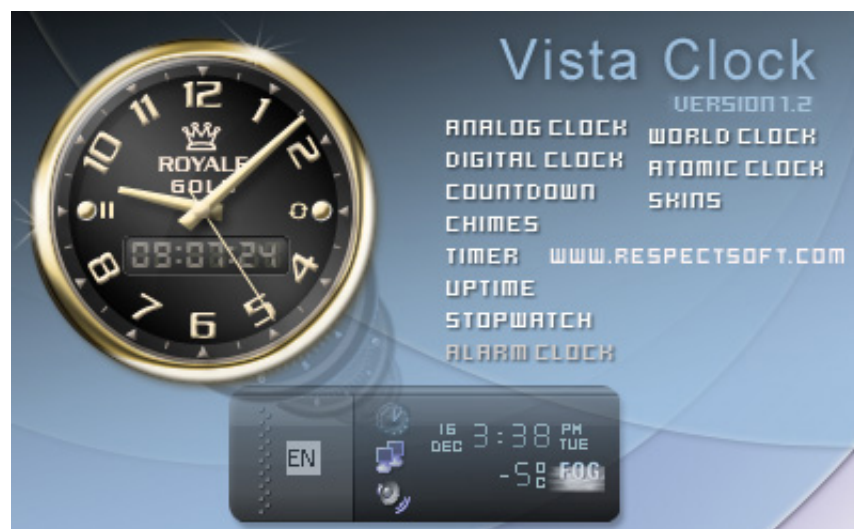 Vista Clock
VERSION 1.2
ANALOG CLOCK
DIGITAL CLOCK
COUNTDOWN
CHIMES
TIMER
UPTIME
STOPWATCH
ALARM CLOCK
WORLD CLOCK
ATOMIC CLOCK
SKINS
WWW.RESPECTSOFT.COM
12
1
2
4
5
6
7
8
10
11
ROYALE
GOLD
09:07:24
EN
16 DEC 3:38 PM TUE
-5°C FOG